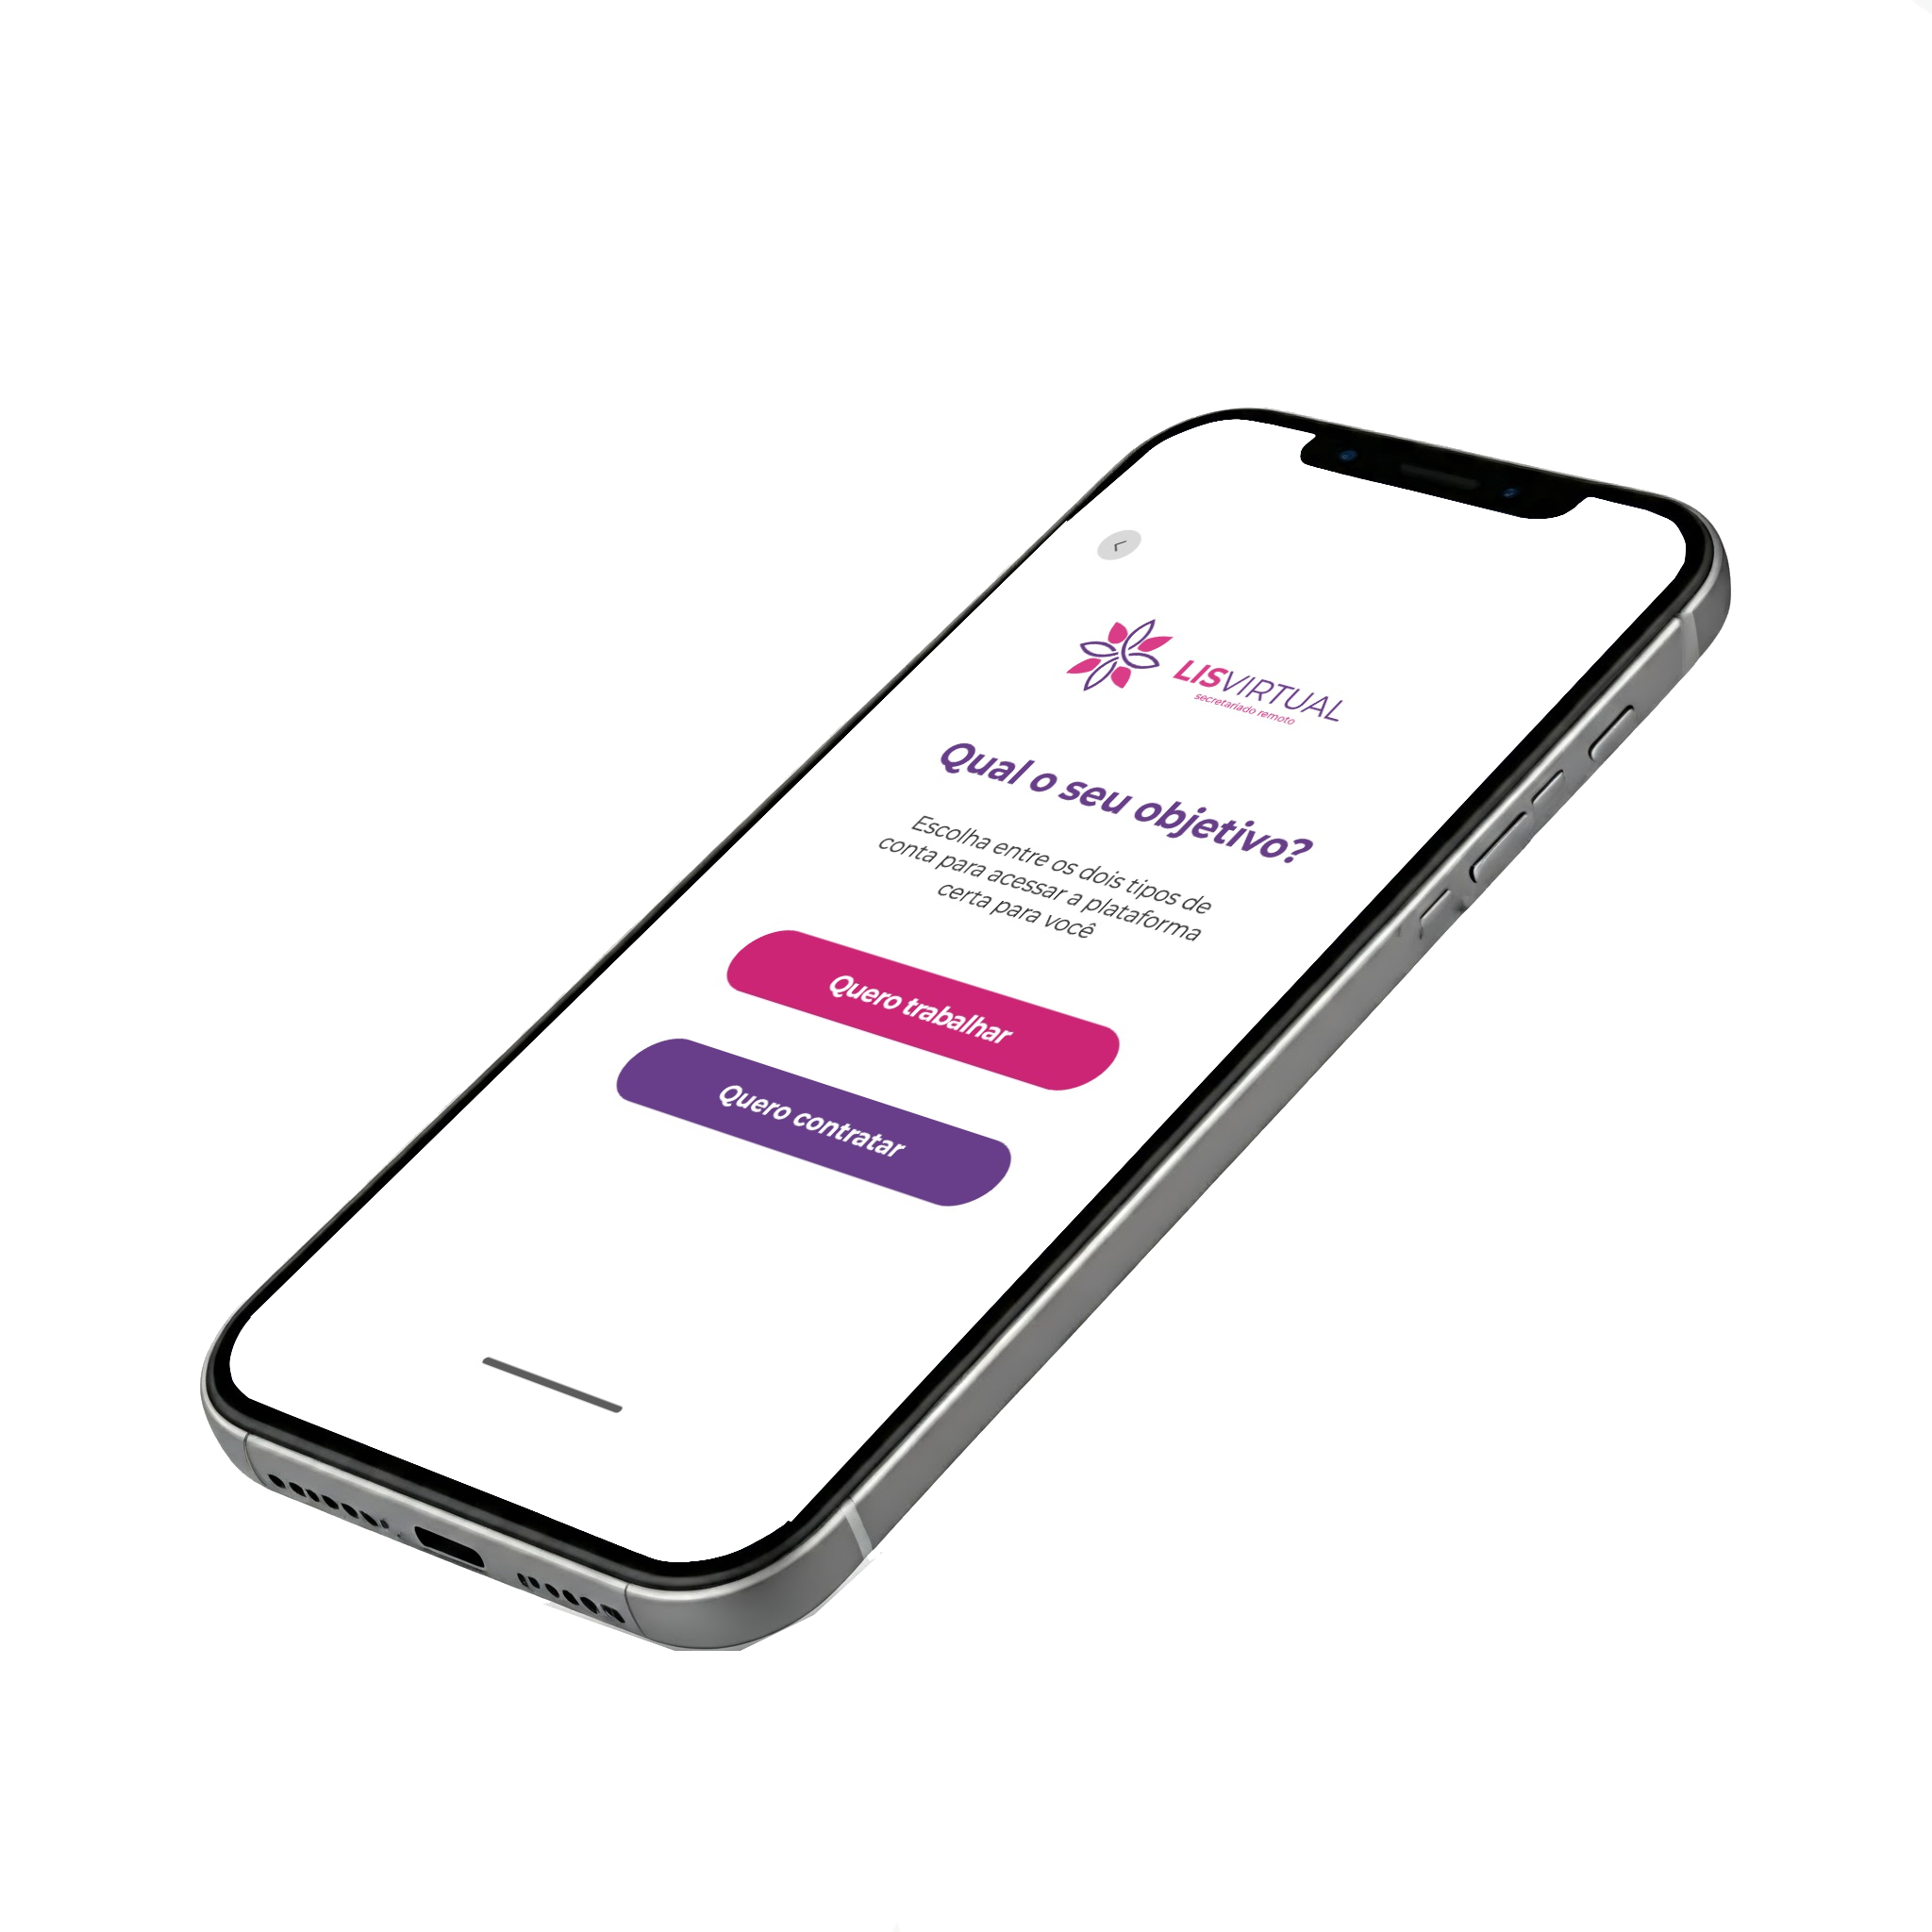 LISVIRTUAL
secretariado remoto
Qual o seu objetivo?
Escolha entre os dois tipos de
conta para acessar a plataforma
certa para você
Quero trabalhar
Quero contratar